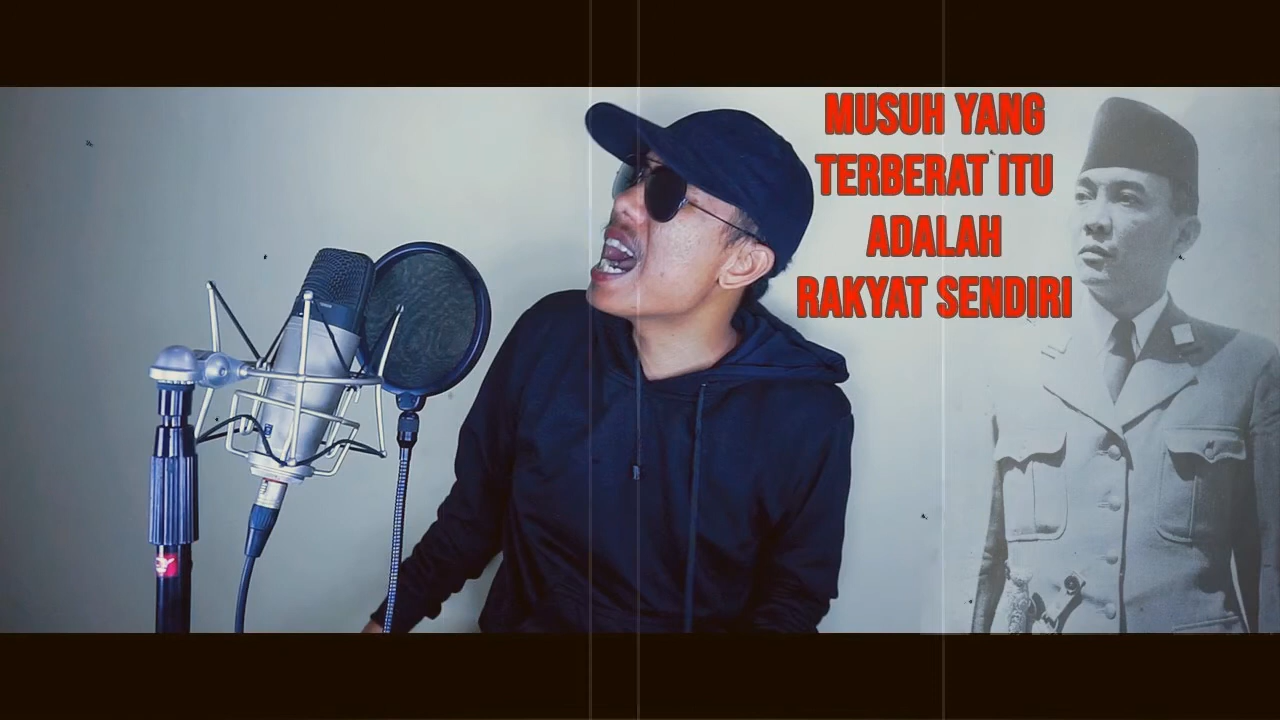 MUSUH YANG
TERBERAT ITU
ADALAH
RAKYAT SENDIRI